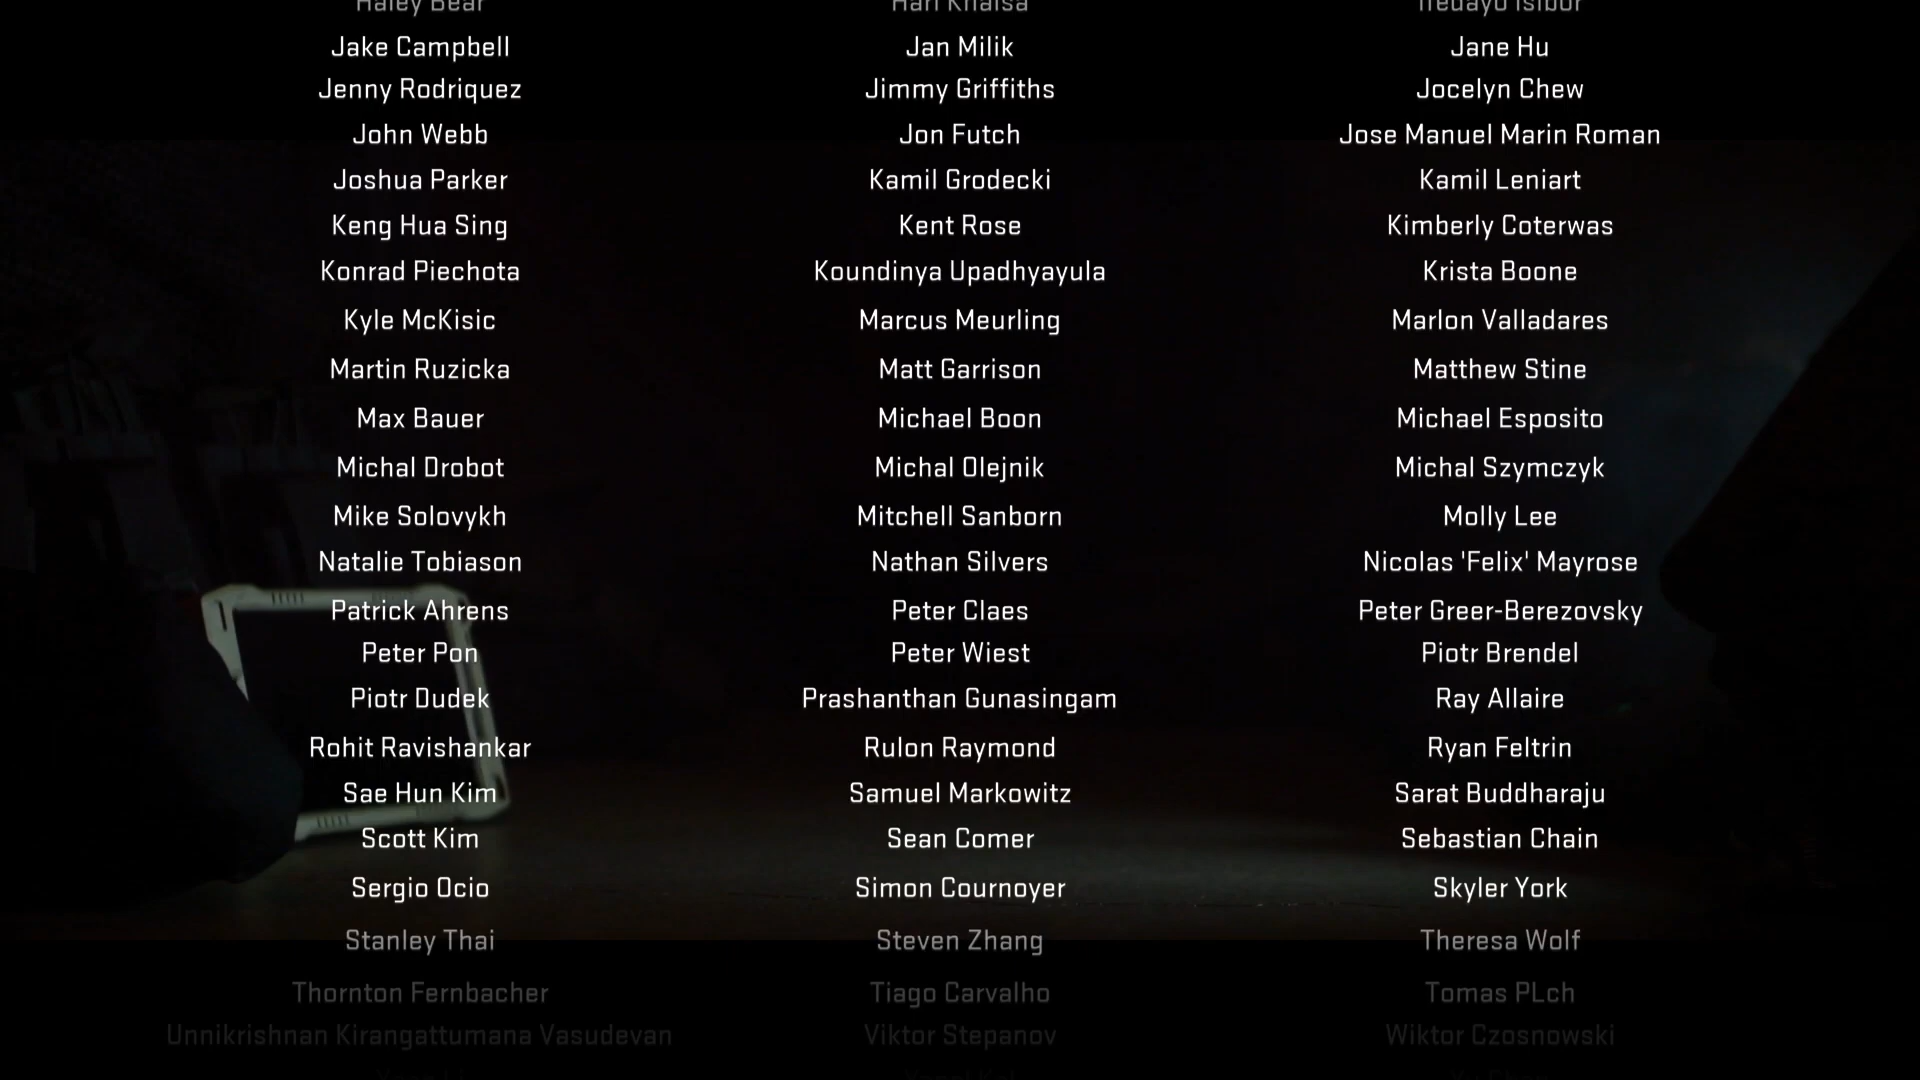 Haley Bear Hari Khalsa Iredayo Isibor
Jake Campbell Jan Milik Jane Hu
Jenny Rodriquez Jimmy Griffiths Jocelyn Chew
John Webb Jon Futch Jose Manuel Marin Roman
Joshua Parker Kamil Grodecki Kamil Leniart
Keng Hua Sing Kent Rose Kimberly Coterwas
Konrad Piechota Koundinya Upadhyayula Krista Boone
Kyle McKisic Marcus Meurling Marlon Valladares
Martin Ruzicka Matt Garrison Matthew Stine
Max Bauer Michael Boon Michael Esposito
Michal Drobot Michal Olejnik Michal Szymczyk
Mike Solovykh Mitchell Sanborn Molly Lee
Natalie Tobiason Nathan Silvers Nicolas 'Felix' Mayrose
Patrick Ahrens Peter Claes Peter Greer-Berezovsky
Peter Pon Peter Wiest Piotr Brendel
Piotr Dudek Prashanthan Gunasingam Ray Allaire
Rohit Ravishankar Rulon Raymond Ryan Feltrin
Sae Hun Kim Samuel Markowitz Sarat Buddharaju
Scott Kim Sean Comer Sebastian Chain
Sergio Ocio Simon Cournoyer Skyler York
Stanley Thai Steven Zhang Theresa Wolf
Thornton Fernbacher Tiago Carvalho Tomas PLch
Unnikrishnan Kirangattumana Vasudevan Viktor Stepanov Wiktor Czosnowski